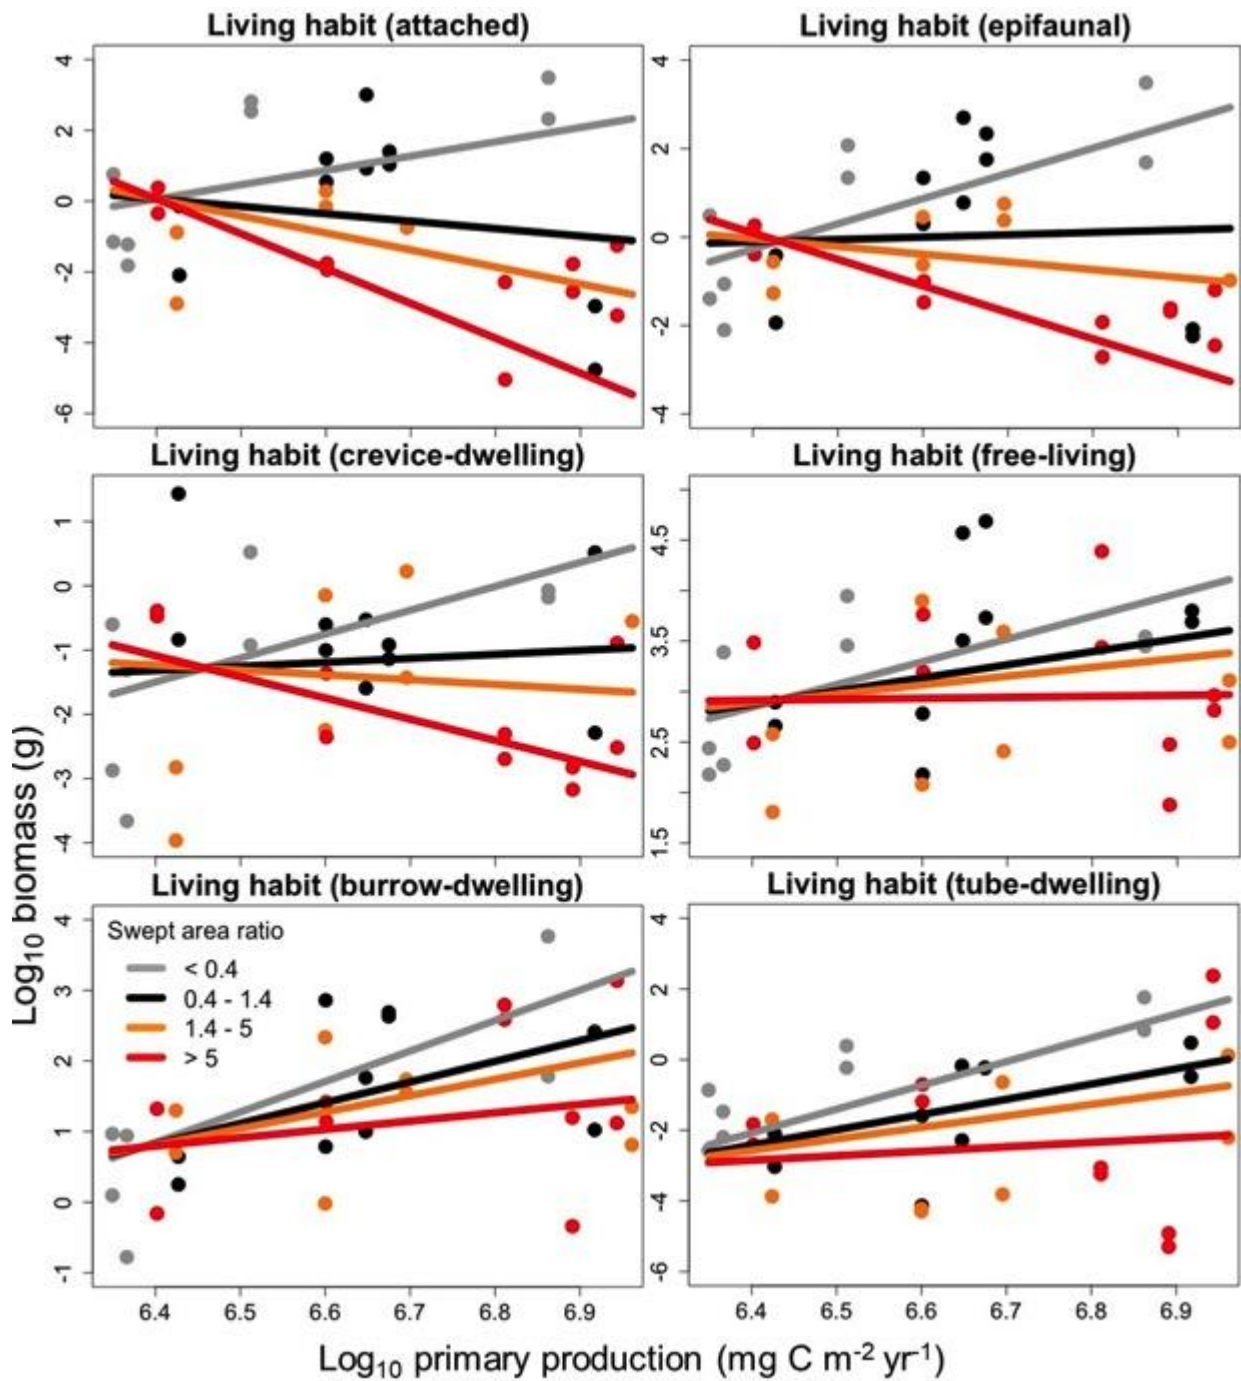 Living habit (attached)
Living habit (epifaunal)
4
2
0
-2
-4
-6
4
2
0
-2
-4
Living habit (crevice-dwelling)
Living habit (free-living)
1
0
-1
-2
-3
-4
4.5
3.5
2.5
1.5
Living habit (burrow-dwelling)
Living habit (tube-dwelling)
4
3
2
1
0
-1
Swept area ratio
< 0.4
0.4 - 1.4
1.4 - 5
> 5
4
2
0
-2
-4
-6
6.4 6.5 6.6 6.7 6.8 6.9
6.4 6.5 6.6 6.7 6.8 6.9
Log₁₀ biomass (g)
Log₁₀ primary production (mg C m⁻² yr⁻¹)